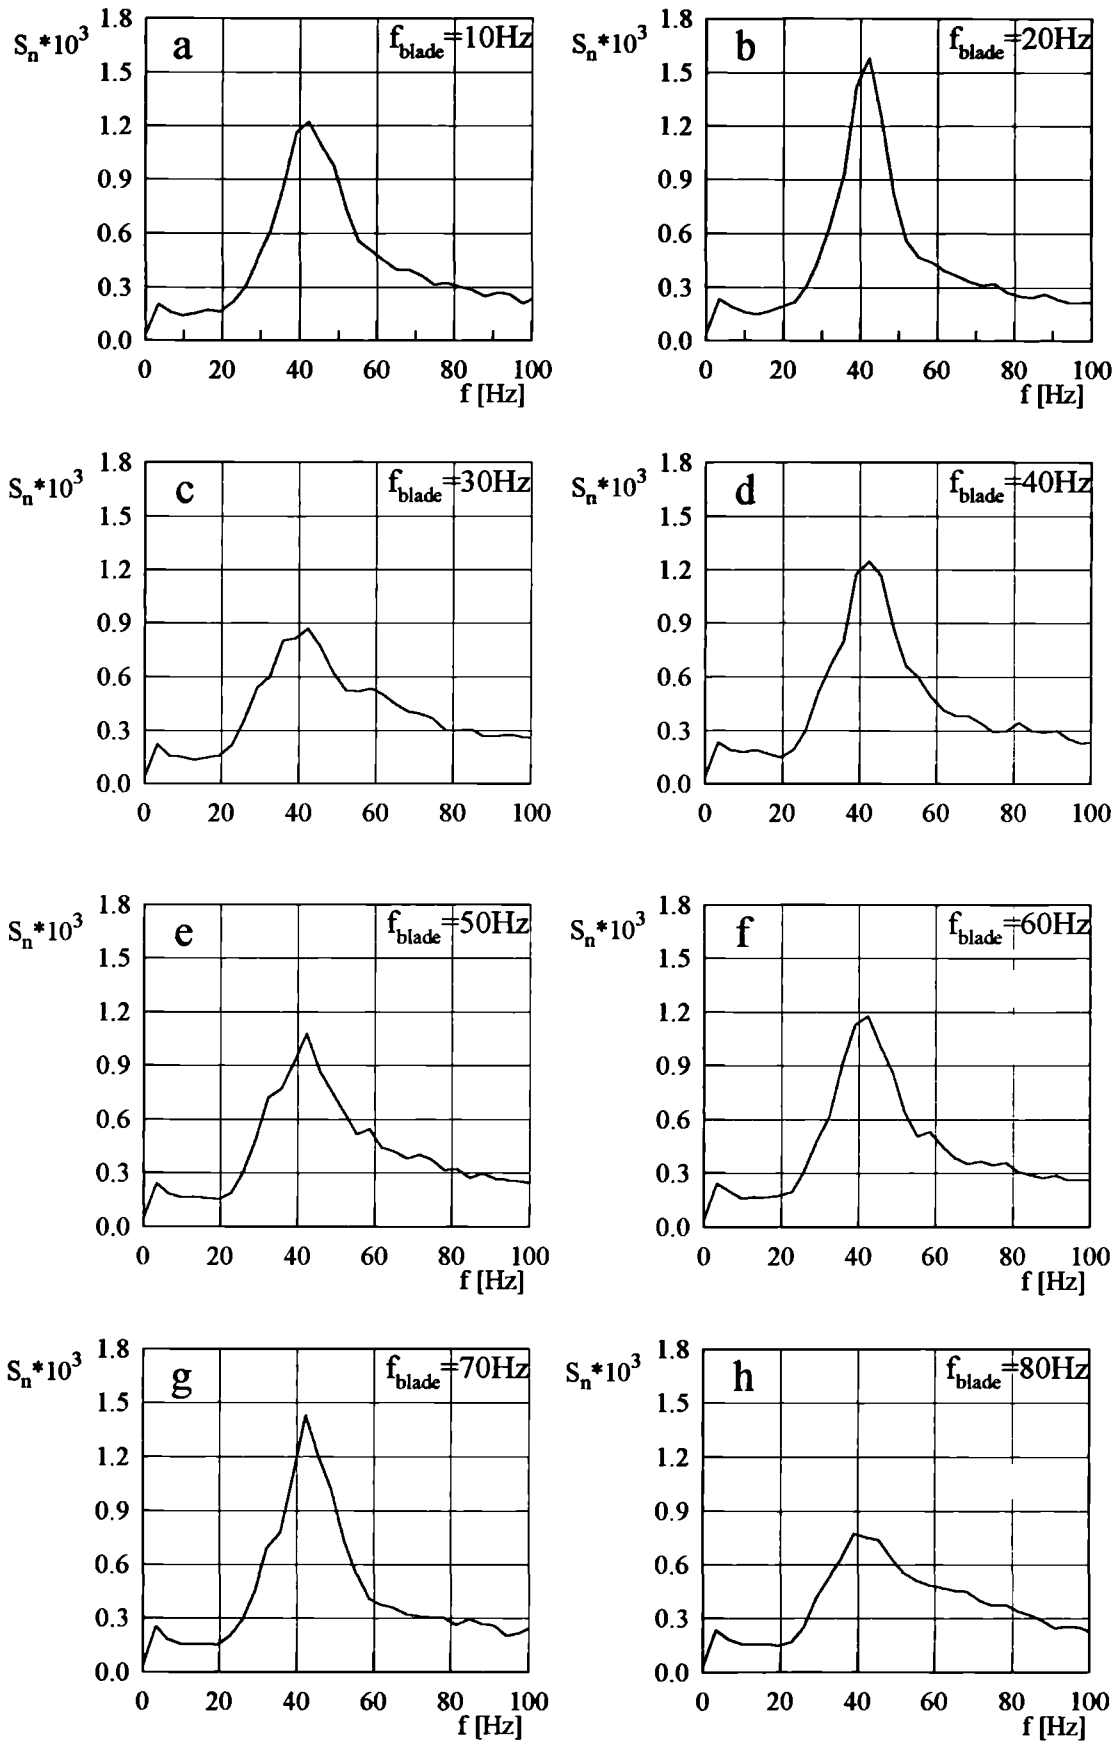 1.8
S_n*10^3 a f_blade=10Hz
1.5
1.2
0.9
0.6
0.3
0.0
0 20 40 60 80 100
f [Hz]
1.8
S_n*10^3 b f_blade=20Hz
1.5
1.2
0.9
0.6
0.3
0.0
0 20 40 60 80 100
f [Hz]
1.8
S_n*10^3 c f_blade=30Hz
1.5
1.2
0.9
0.6
0.3
0.0
0 20 40 60 80 100
1.8
S_n*10^3 d f_blade=40Hz
1.5
1.2
0.9
0.6
0.3
0.0
0 20 40 60 80 100
1.8
S_n*10^3 e f_blade=50Hz
1.5
1.2
0.9
0.6
0.3
0.0
0 20 40 60 80 100
f [Hz]
1.8
S_n*10^3 f f_blade=60Hz
1.5
1.2
0.9
0.6
0.3
0.0
0 20 40 60 80 100
f [Hz]
1.8
S_n*10^3 g f_blade=70Hz
1.5
1.2
0.9
0.6
0.3
0.0
0 20 40 60 80 100
f [Hz]
1.8
S_n*10^3 h f_blade=80Hz
1.5
1.2
0.9
0.6
0.3
0.0
0 20 40 60 80 100
f [Hz]